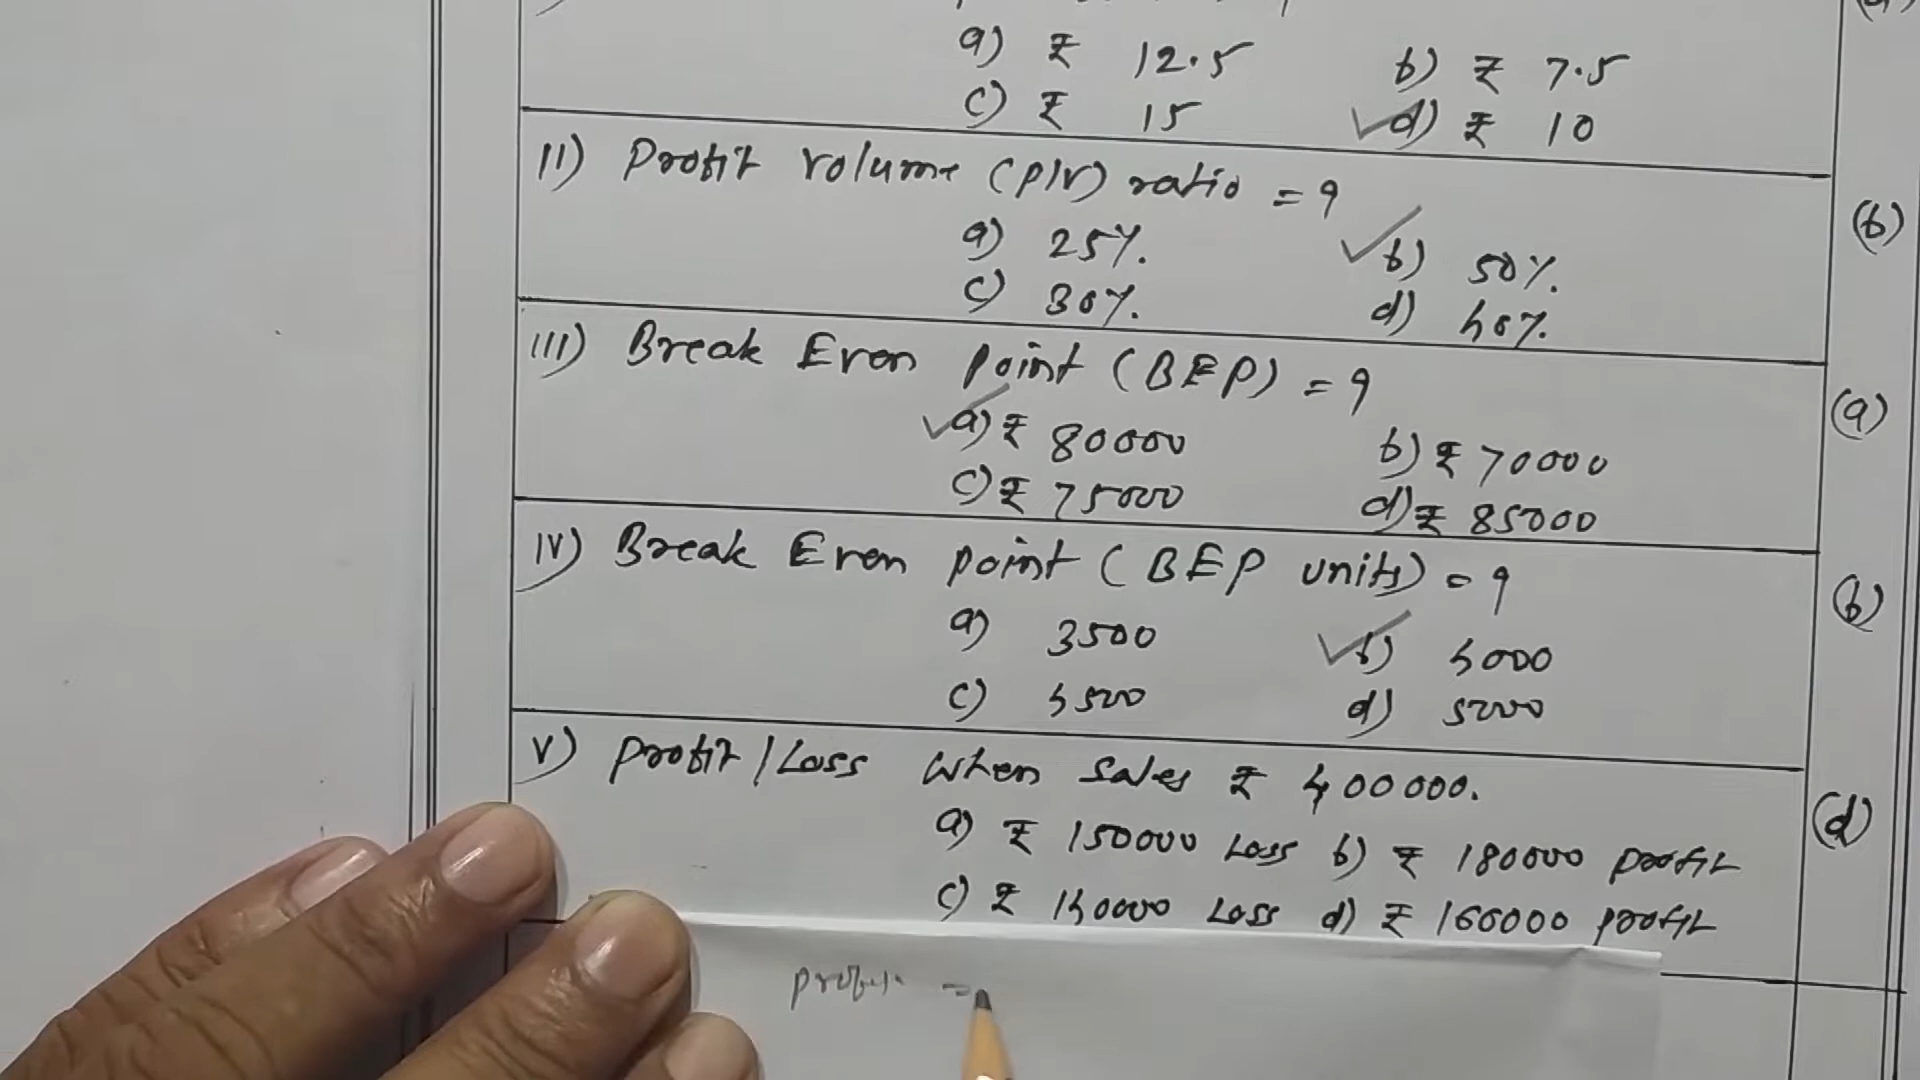 a) ₹ 12.5 b) ₹ 7.5
c) ₹ 15 d) ₹ 10
II) Profit Volume (P/V) ratio = ? (b)
a) 25% b) 50%
c) 30% d) 40%
III) Break Even point (BEP) = ? (a)
a) ₹ 80000 b) ₹ 70000
c) ₹ 75000 d) ₹ 85000
IV) Break Even point (BEP units) = ? (b)
a) 3500 b) 4000
c) 4500 d) 5000
V) Profit / Loss when sales ₹ 400000. (d)
a) ₹ 150000 Loss b) ₹ 180000 profit
c) ₹ 140000 Loss d) ₹ 160000 profit
profit =